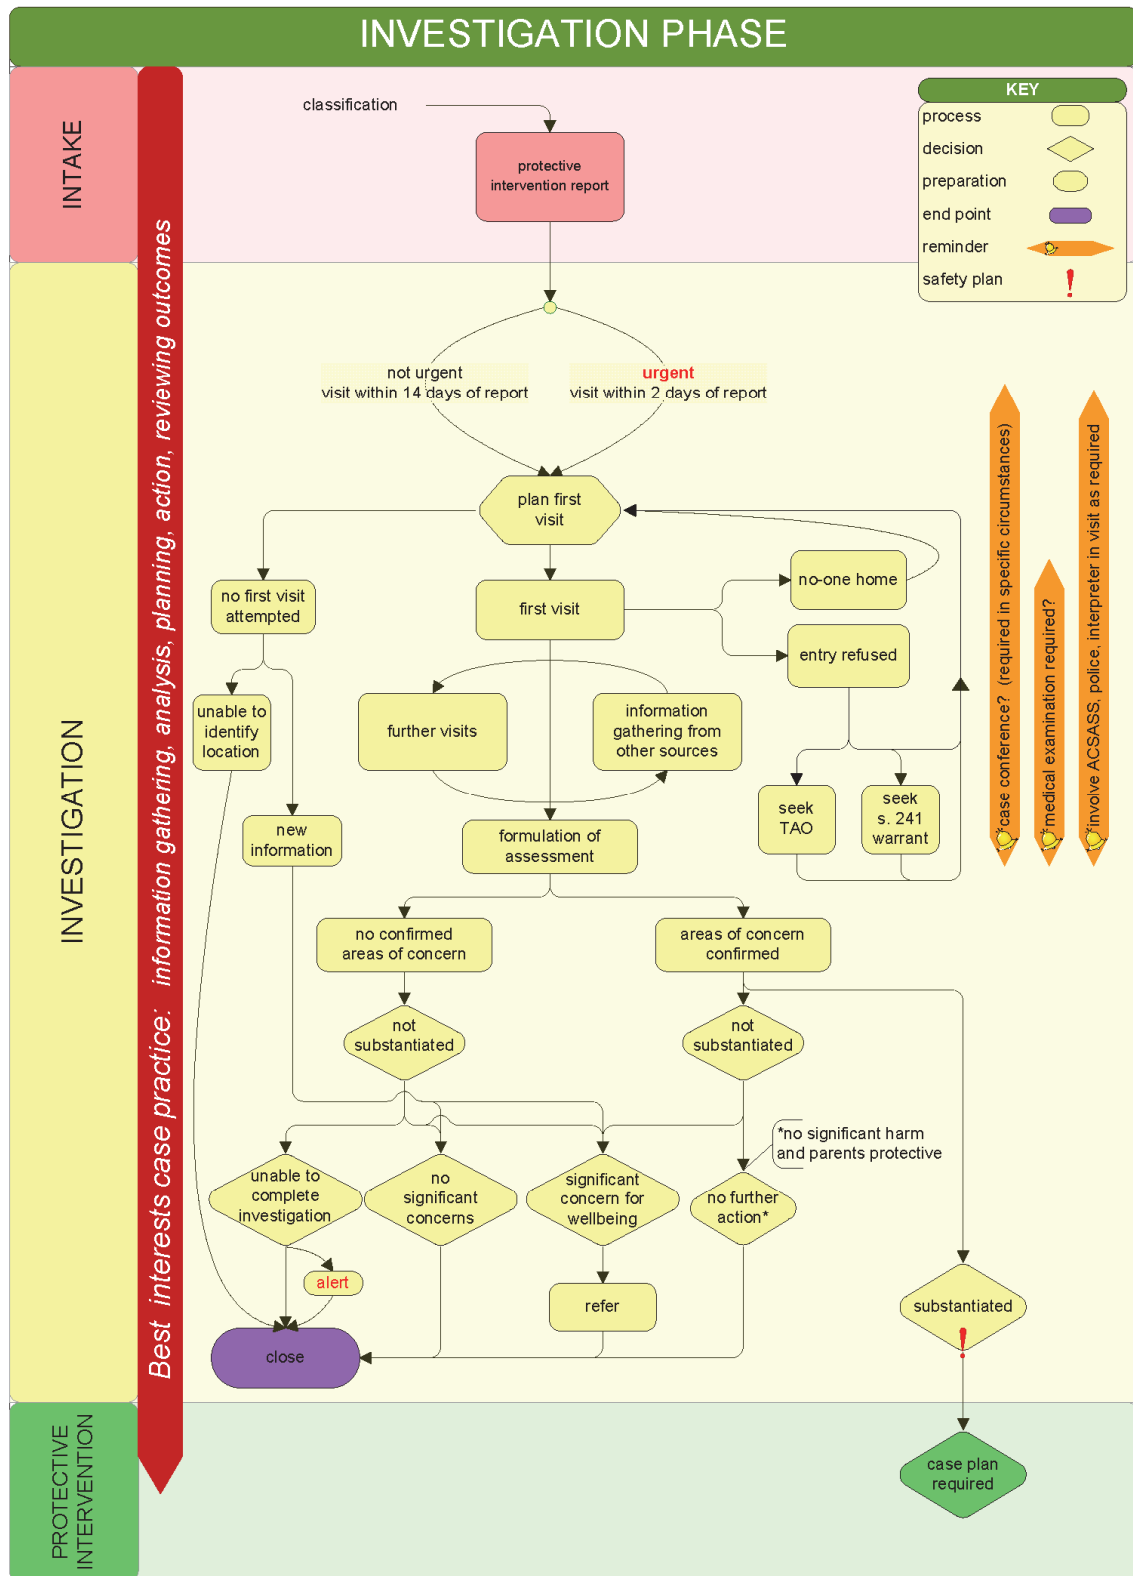 INVESTIGATION PHASE
INTAKE
classification
protective
intervention report
KEY
process
decision
preparation
end point
reminder
safety plan
!
Best interests case practice: information gathering, analysis, planning, action, reviewing outcomes
INVESTIGATION
not urgent
visit within 14 days of report
urgent
visit within 2 days of report
plan first
visit
no first visit
attempted
first visit
no-one home
entry refused
unable to
identify
location
further visits
information
gathering from
other sources
new
information
seek
TAO
seek
s. 241
warrant
case conference? (required in specific circumstances)
medical examination required?
involve ACSASS, police, interpreter in visit as required
formulation of
assessment
no confirmed
areas of concern
areas of concern
confirmed
not
substantiated
not
substantiated
*no significant harm
and parents protective
unable to
complete
investigation
no
significant
concerns
significant
concern for
wellbeing
no further
action*
alert
refer
substantiated
!
close
PROTECTIVE
INTERVENTION
case plan
required